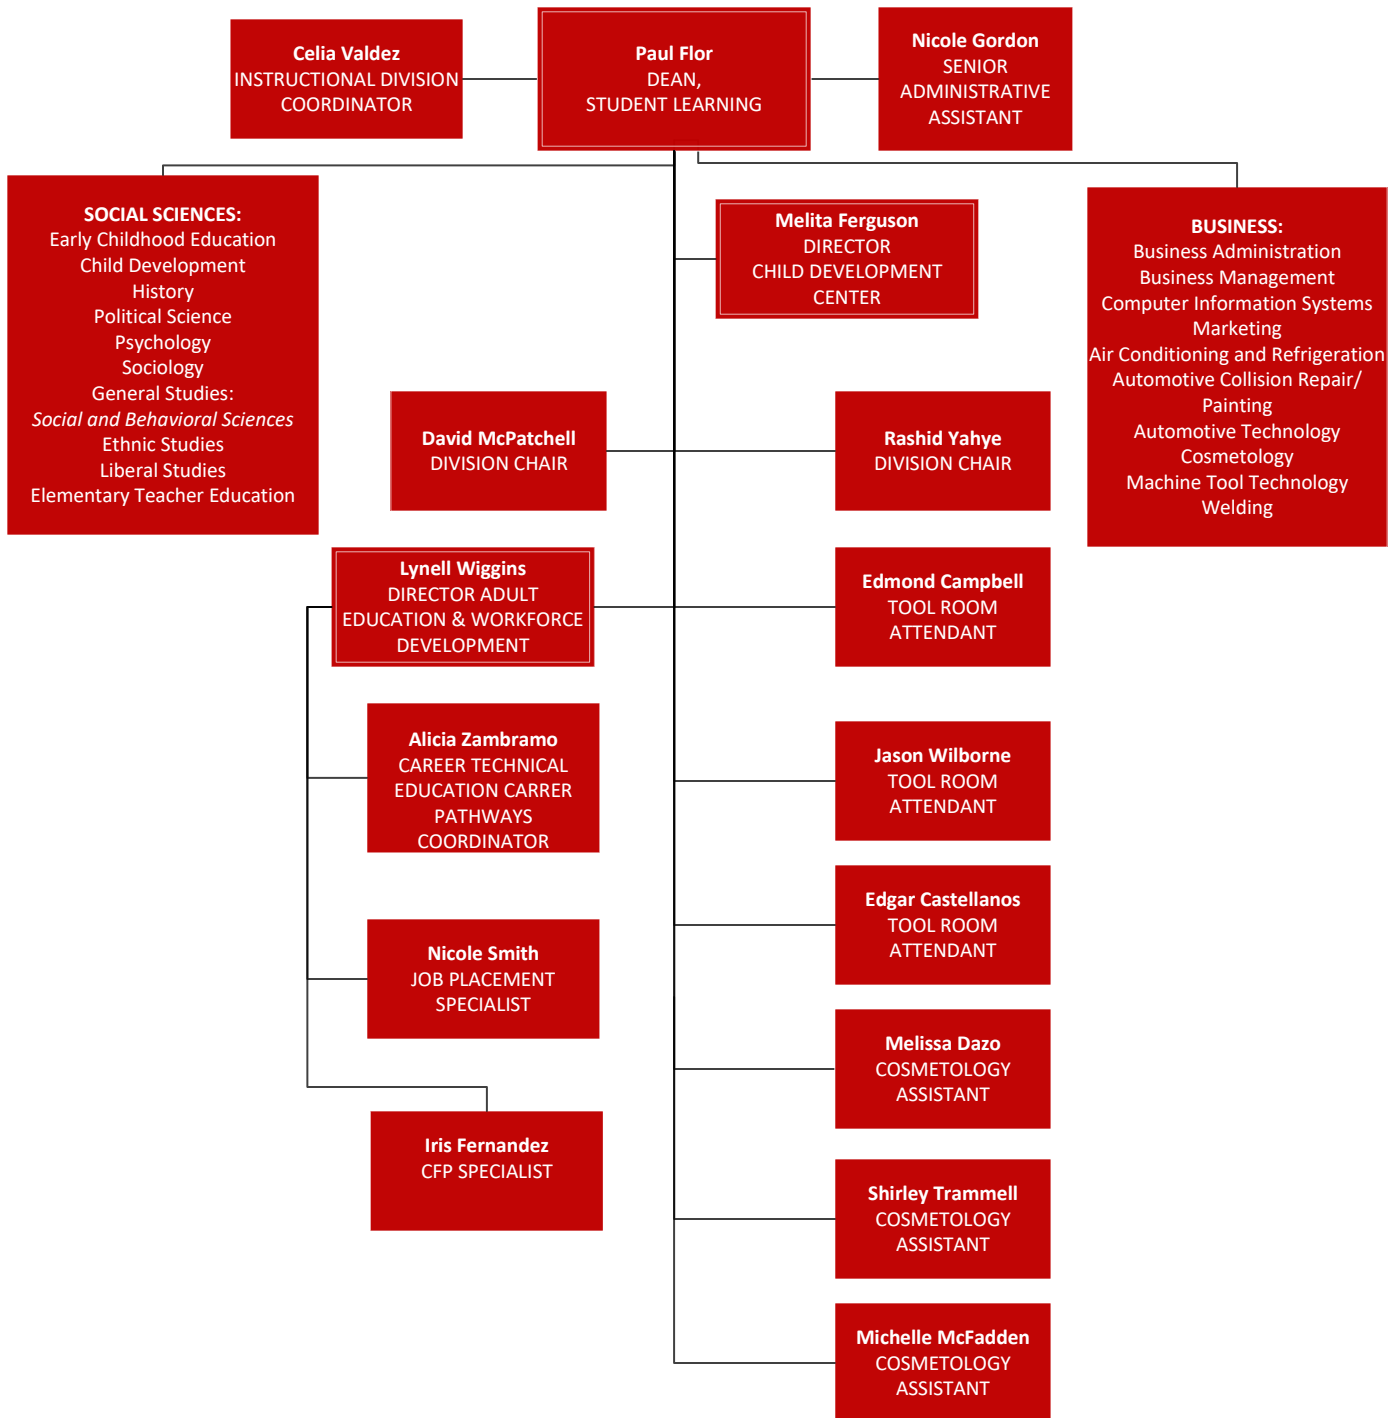 Celia Valdez
INSTRUCTIONAL DIVISION
COORDINATOR
Paul Flor
DEAN,
STUDENT LEARNING
Nicole Gordon
SENIOR
ADMINISTRATIVE
ASSISTANT
SOCIAL SCIENCES:
Early Childhood Education
Child Development
History
Political Science
Psychology
Sociology
General Studies:
Social and Behavioral Sciences
Ethnic Studies
Liberal Studies
Elementary Teacher Education
Melita Ferguson
DIRECTOR
CHILD DEVELOPMENT
CENTER
BUSINESS:
Business Administration
Business Management
Computer Information Systems
Marketing
Air Conditioning and Refrigeration
Automotive Collision Repair/
Painting
Automotive Technology
Cosmetology
Machine Tool Technology
Welding
David McPatchell
DIVISION CHAIR
Rashid Yahye
DIVISION CHAIR
Lynell Wiggins
DIRECTOR ADULT
EDUCATION & WORKFORCE
DEVELOPMENT
Edmond Campbell
TOOL ROOM
ATTENDANT
Alicia Zambramo
CAREER TECHNICAL
EDUCATION CARRER
PATHWAYS
COORDINATOR
Jason Wilborne
TOOL ROOM
ATTENDANT
Edgar Castellanos
TOOL ROOM
ATTENDANT
Nicole Smith
JOB PLACEMENT
SPECIALIST
Melissa Dazo
COSMETOLOGY
ASSISTANT
Iris Fernandez
CFP SPECIALIST
Shirley Trammell
COSMETOLOGY
ASSISTANT
Michelle McFadden
COSMETOLOGY
ASSISTANT